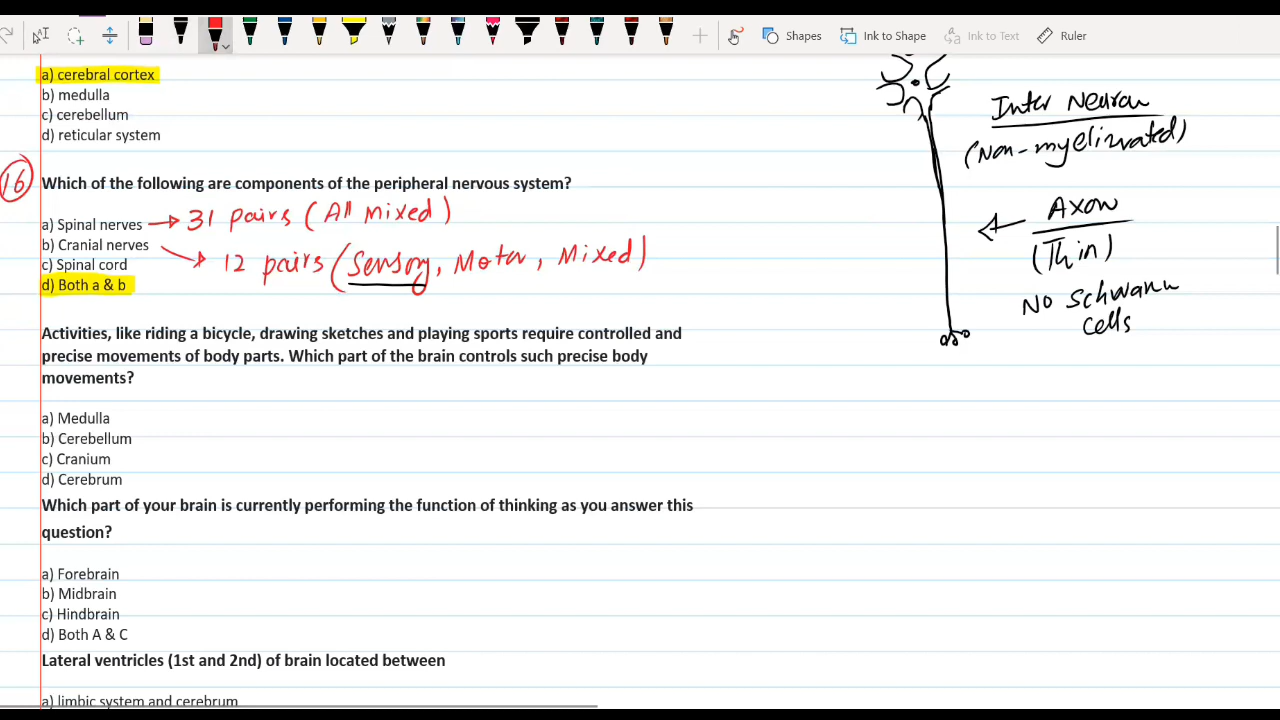 Shapes
Ink to Shape
Ink to Text
Ruler
a) cerebral cortex
b) medulla
c) cerebellum
d) reticular system
16
Which of the following are components of the peripheral nervous system?
a) Spinal nerves → 31 pairs (All Mixed)
b) Cranial nerves → 12 pairs (Sensory, Motor, Mixed)
c) Spinal cord
d) Both a & b
Inter Neuron
(Non-myelinated)
Axon
(Thin)
No Schwann
cells
Activities, like riding a bicycle, drawing sketches and playing sports require controlled and
precise movements of body parts. Which part of the brain controls such precise body
movements?
a) Medulla
b) Cerebellum
c) Cranium
d) Cerebrum
Which part of your brain is currently performing the function of thinking as you answer this
question?
a) Forebrain
b) Midbrain
c) Hindbrain
d) Both A & C
Lateral ventricles (1st and 2nd) of brain located between
a) limbic system and cerebrum